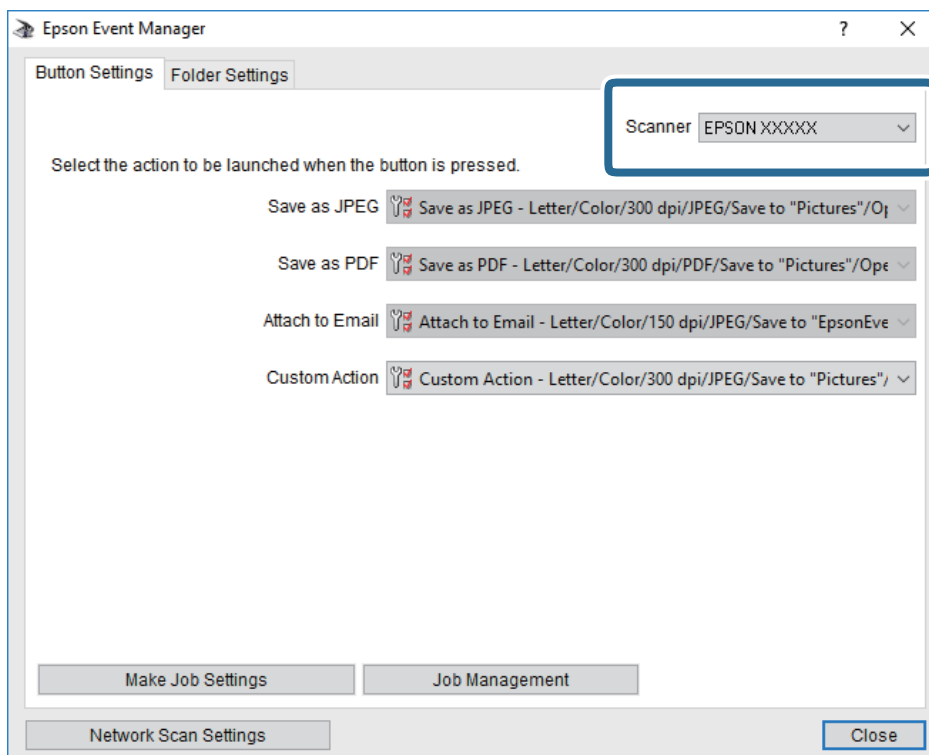 Epson Event Manager ?
Button Settings Folder Settings
Scanner EPSON XXXXX
Select the action to be launched when the button is pressed.
Save as JPEG Save as JPEG - Letter/Color/300 dpi/JPEG/Save to "Pictures"/Op
Save as PDF Save as PDF - Letter/Color/300 dpi/PDF/Save to "Pictures"/Ope
Attach to Email Attach to Email - Letter/Color/150 dpi/JPEG/Save to "EpsonEve
Custom Action Custom Action - Letter/Color/300 dpi/JPEG/Save to "Pictures"/
Make Job Settings Job Management
Network Scan Settings Close